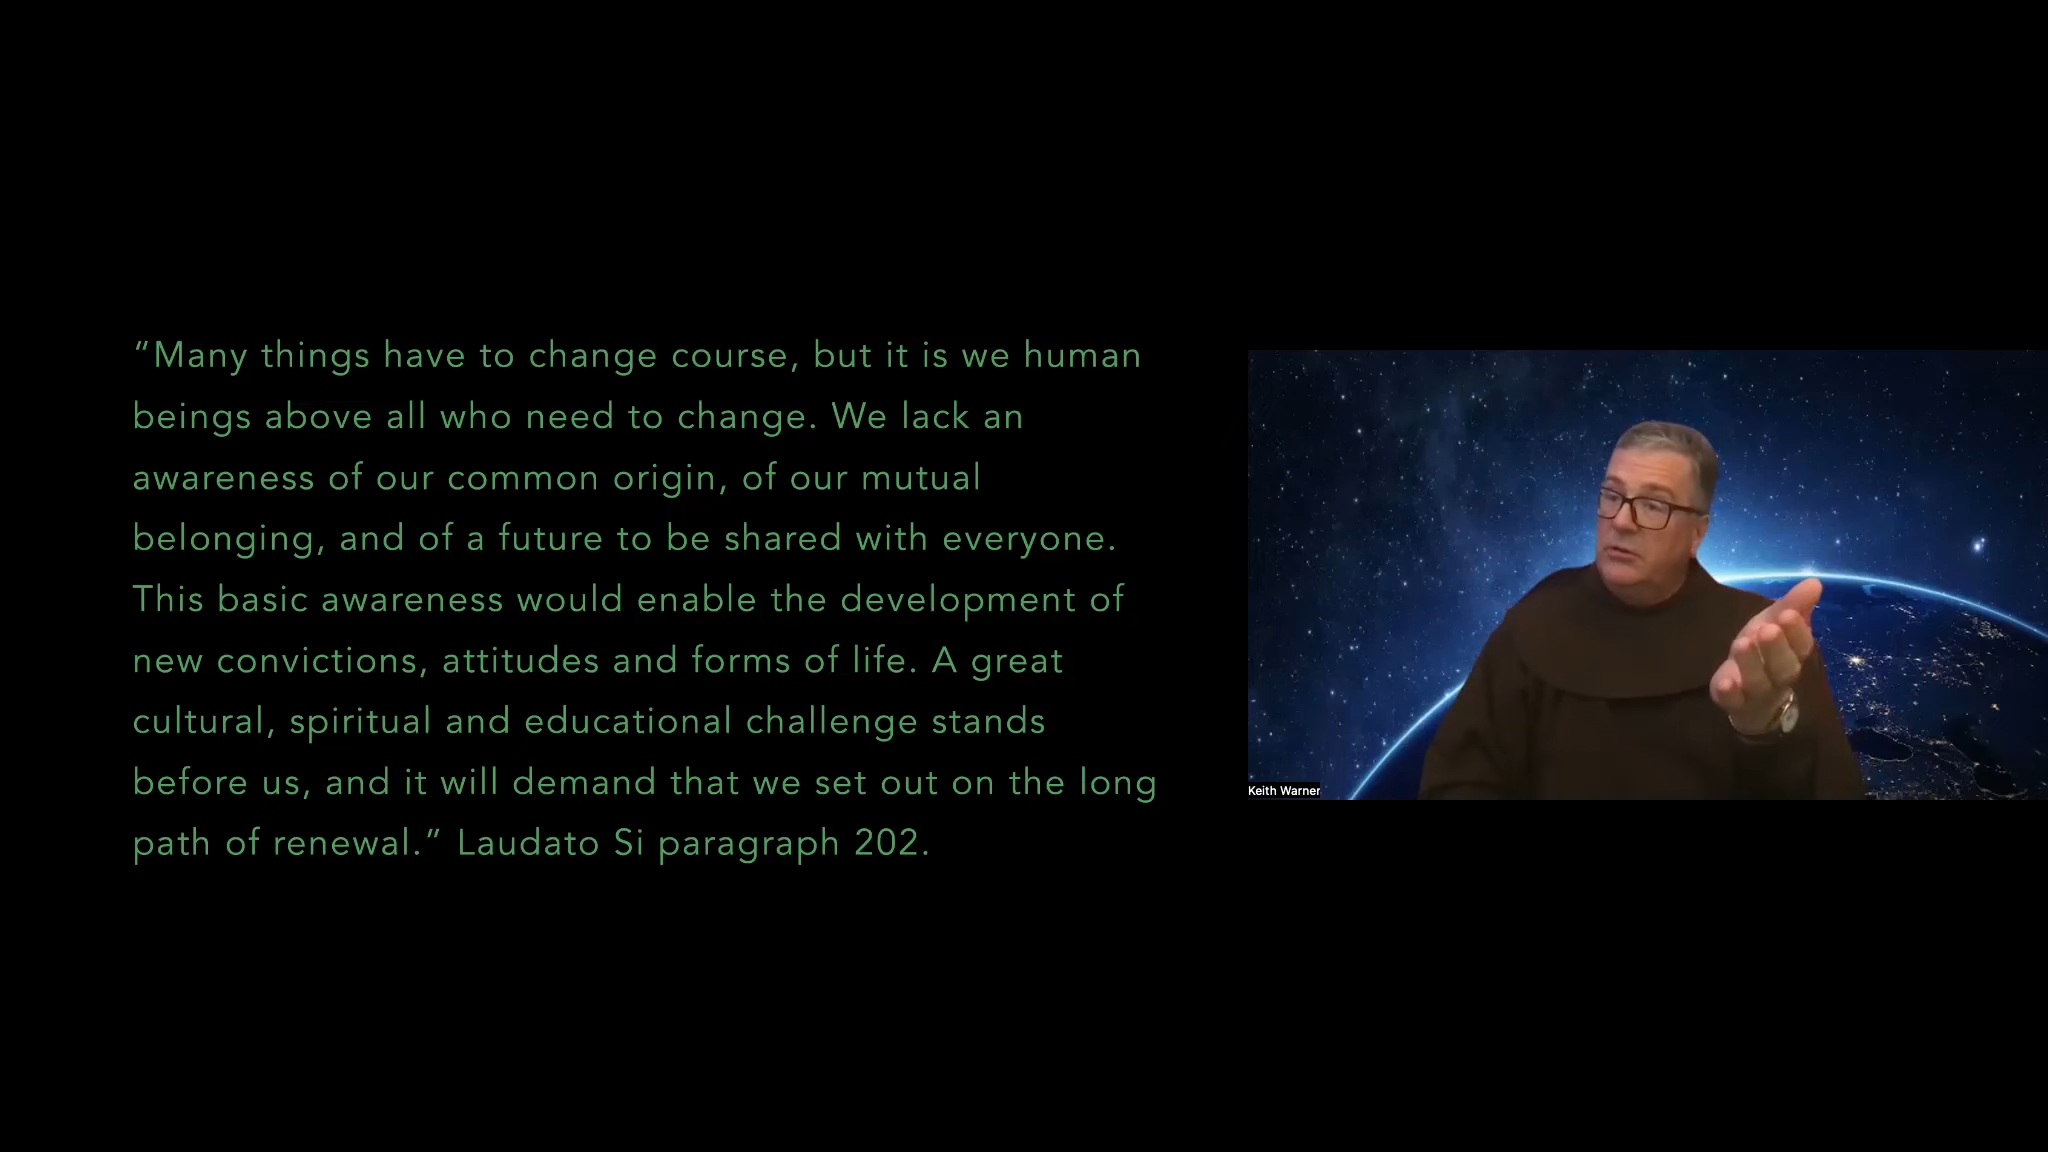 “Many things have to change course, but it is we human
beings above all who need to change. We lack an
awareness of our common origin, of our mutual
belonging, and of a future to be shared with everyone.
This basic awareness would enable the development of
new convictions, attitudes and forms of life. A great
cultural, spiritual and educational challenge stands
before us, and it will demand that we set out on the long
path of renewal.” Laudato Si paragraph 202.
Keith Warner